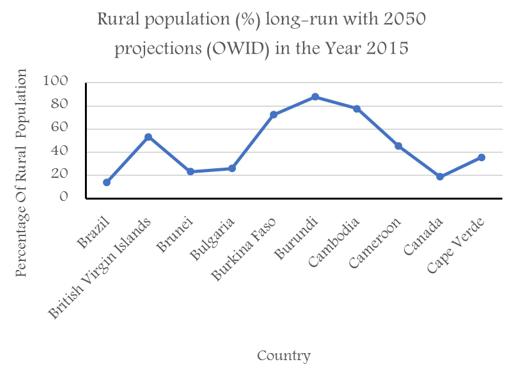 Rural population (%) long-run with 2050
projections (OWID) in the Year 2015
Percentage Of Rural Population
100
80
60
40
20
0
Brazil
British Virgin Islands
Brunei
Bulgaria
Burkina Faso
Burundi
Cambodia
Cameroon
Canada
Cape Verde
Country